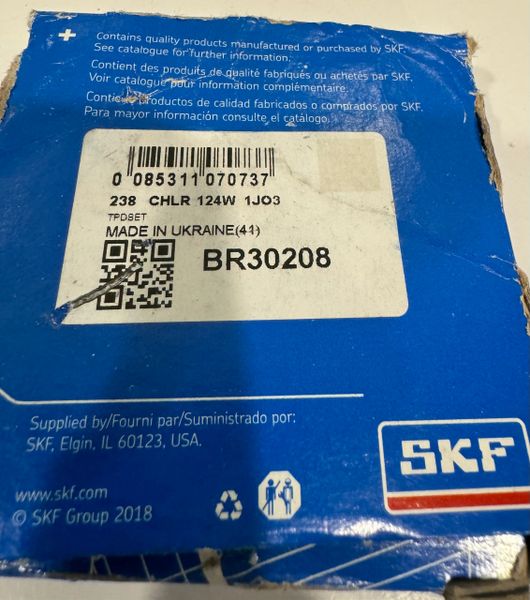 Contains quality products manufactured or purchased by SKF.
See catalogue for further information.
Contient des produits de qualité fabriqués ou achetés par SKF.
Voir catalogue pour information complémentaire.
Contiene productos de calidad fabricados o comprados por SKF.
Para mayor información consulte el catálogo.
0 085311 070737
238 CHLR 124W 1JO3
TPDSET
MADE IN UKRAINE(41)
BR30208
Supplied by/Fourni par/Suministrado por:
SKF, Elgin, IL 60123, USA.
SKF
www.skf.com
© SKF Group 2018